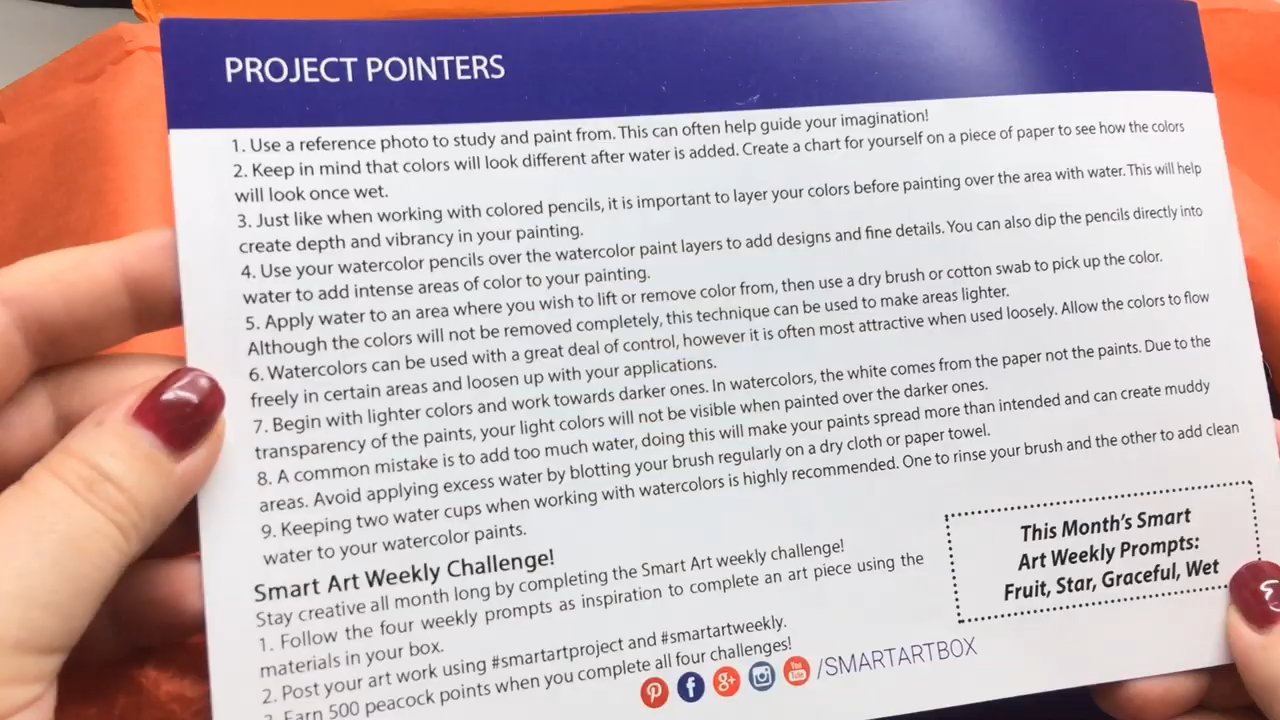 PROJECT POINTERS
1. Use a reference photo to study and paint from. This can often help guide your imagination!
2. Keep in mind that colors will look different after water is added. Create a chart for yourself on a piece of paper to see how the colors
will look once wet.
3. Just like when working with colored pencils, it is important to layer your colors before painting over the area with water. This will help
create depth and vibrancy in your painting.
4. Use your watercolor pencils over the watercolor paint layers to add designs and fine details. You can also dip the pencils directly into
water to add intense areas of color to your painting.
5. Apply water to an area where you wish to lift or remove color from, then use a dry brush or cotton swab to pick up the color.
Although the colors will not be removed completely, this technique can be used to make areas lighter.
6. Watercolors can be used with a great deal of control, however it is often most attractive when used loosely. Allow the colors to flow
freely in certain areas and loosen up with your applications.
7. Begin with lighter colors and work towards darker ones. In watercolors, the white comes from the paper not the paints. Due to the
transparency of the paints, your light colors will not be visible when painted over the darker ones.
8. A common mistake is to add too much water, doing this will make your paints spread more than intended and can create muddy
areas. Avoid applying excess water by blotting your brush regularly on a dry cloth or paper towel.
9. Keeping two water cups when working with watercolors is highly recommended. One to rinse your brush and the other to add clean
water to your watercolor paints.
Smart Art Weekly Challenge!
Stay creative all month long by completing the Smart Art weekly challenge!
1. Follow the four weekly prompts as inspiration to complete an art piece using the
materials in your box.
2. Post your art work using #smartartproject and #smartartweekly.
3. Earn 500 peacock points when you complete all four challenges!
This Month's Smart
Art Weekly Prompts:
Fruit, Star, Graceful, Wet
You Tube /SMARTARTBOX